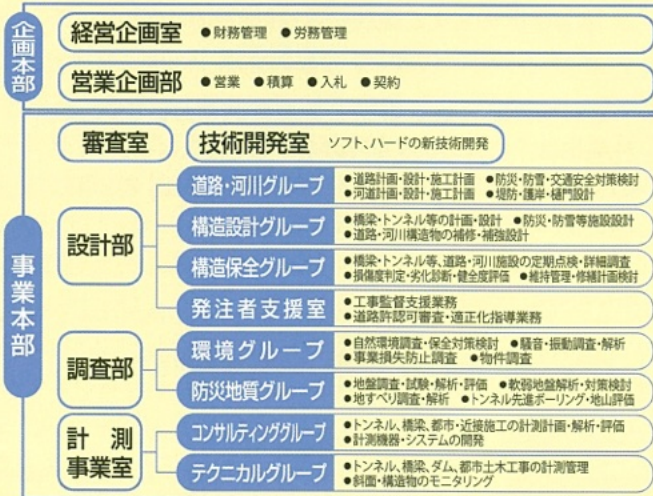 企画本部
経営企画室 ●財務管理 ●労務管理
営業企画部 ●営業 ●積算 ●入札 ●契約
事業本部
審査室 技術開発室 ソフト、ハードの新技術開発
設計部
道路・河川グループ ●道路計画・設計・施工計画 ●防災・防雪・交通安全対策検討
●河道計画・設計・施工計画 ●堤防・護岸・樋門設計
構造設計グループ ●橋梁・トンネル等の計画・設計 ●防災・防雪等施設設計
●道路・河川構造物の補修・補強設計
構造保全グループ ●橋梁・トンネル等、道路・河川施設の定期点検・詳細調査
●損傷度判定・劣化診断・健全度評価 ●維持管理・修繕計画検討
発注者支援室 ●工事監督支援業務
●道路許認可審査・適正化指導業務
調査部
環境グループ ●自然環境調査・保全対策検討 ●騒音・振動調査・解析
●事業損失防止調査 ●物件調査
防災地質グループ ●地盤調査・試験・解析・評価 ●軟弱地盤解析・対策検討
●地すべり調査・解析 ●トンネル先進ボーリング・地山評価
計測
事業室
コンサルティンググループ ●トンネル、橋梁、都市・近接施工の計測計画・解析・評価
●計測機器・システムの開発
テクニカルグループ ●トンネル、橋梁、ダム、都市土木工事の計測管理
●斜面・構造物のモニタリング